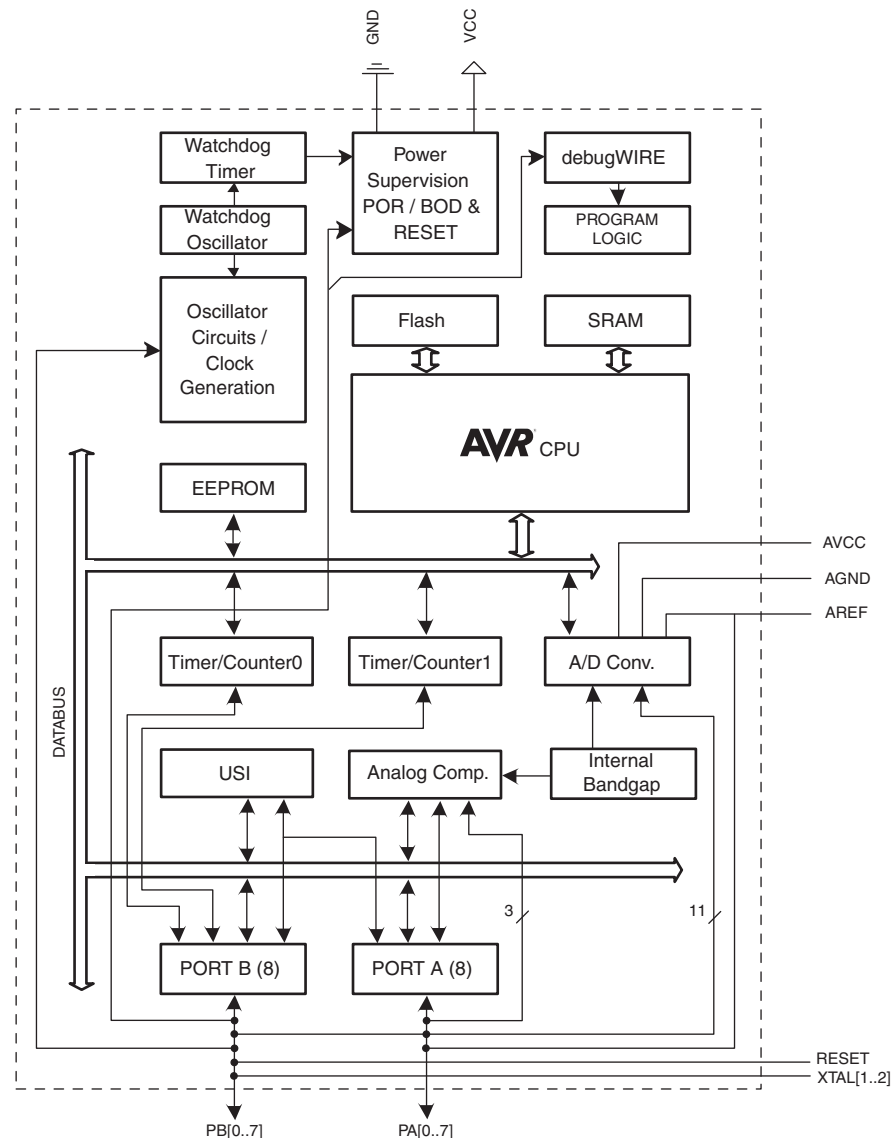 GND
VCC
Watchdog
Timer
Power
Supervision
POR / BOD &
RESET
debugWIRE
Watchdog
Oscillator
PROGRAM
LOGIC
Oscillator
Circuits /
Clock
Generation
Flash
SRAM
AVR® CPU
EEPROM
AVCC
AGND
AREF
Timer/Counter0
Timer/Counter1
A/D Conv.
DATABUS
USI
Analog Comp.
Internal
Bandgap
3
11
PORT B (8)
PORT A (8)
RESET
XTAL[1..2]
PB[0..7]
PA[0..7]